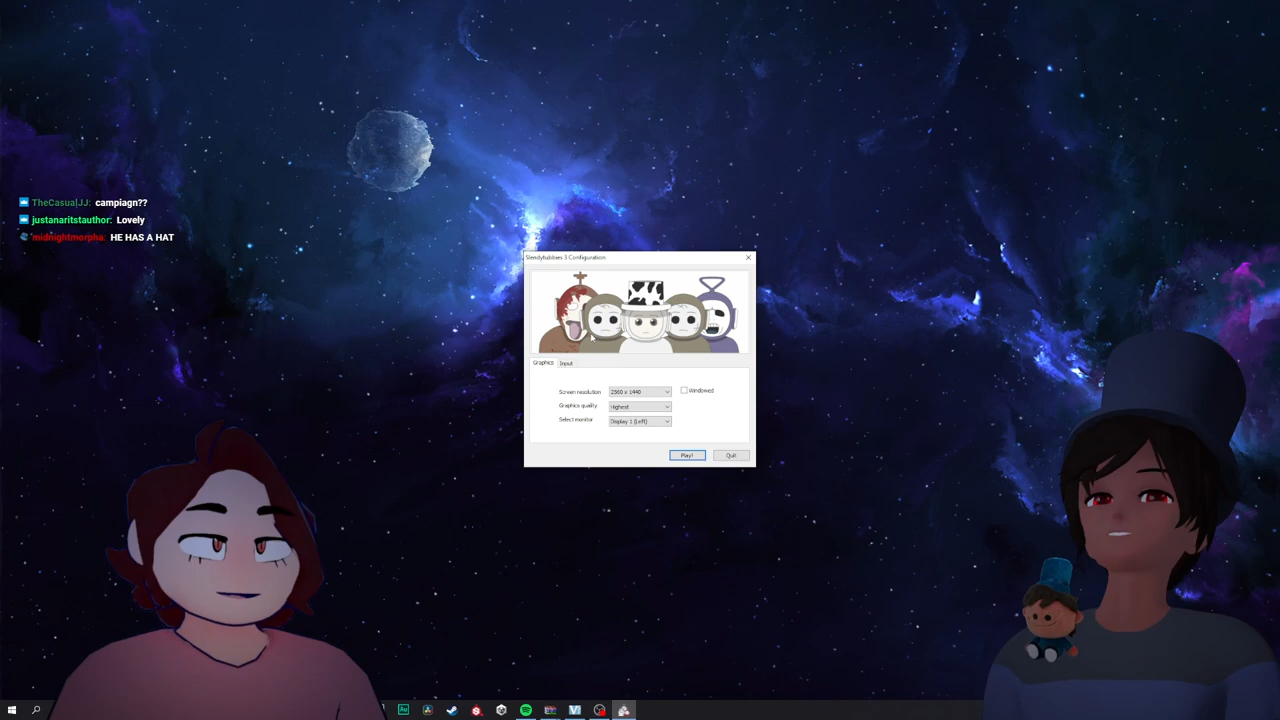 TheCasualJJ: campiagn??
justanaritstauthor: Lovely
midnightmorpha: HE HAS A HAT
Slendytubbies 3 Configuration
Graphics
Input
Screen resolution
2560 x 1440
Windowed
Graphics quality
Highest
Select monitor
Display 1 (Left)
Play!
Quit
Au